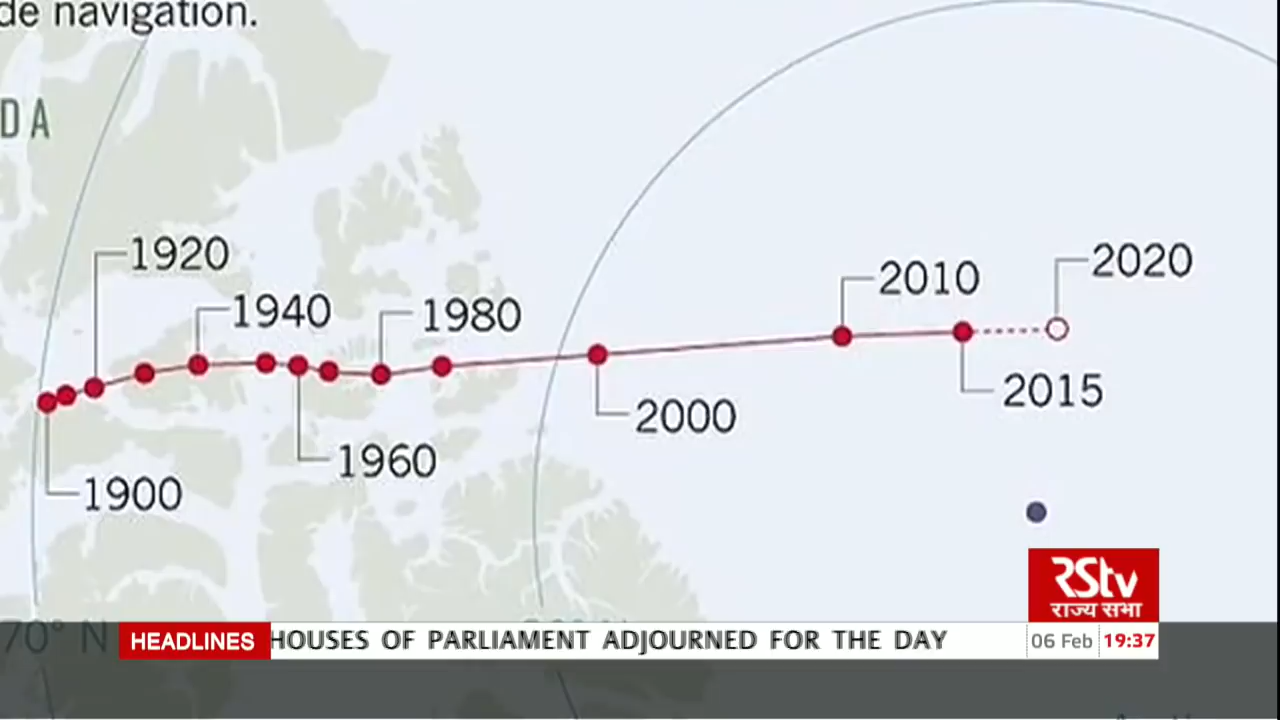 de navigation.
DA
1920
1940
1980
2010
2020
2000
2015
1960
1900
RStv
राज्य सभा
70° N
HEADLINES
HOUSES OF PARLIAMENT ADJOURNED FOR THE DAY
06 Feb
19:37